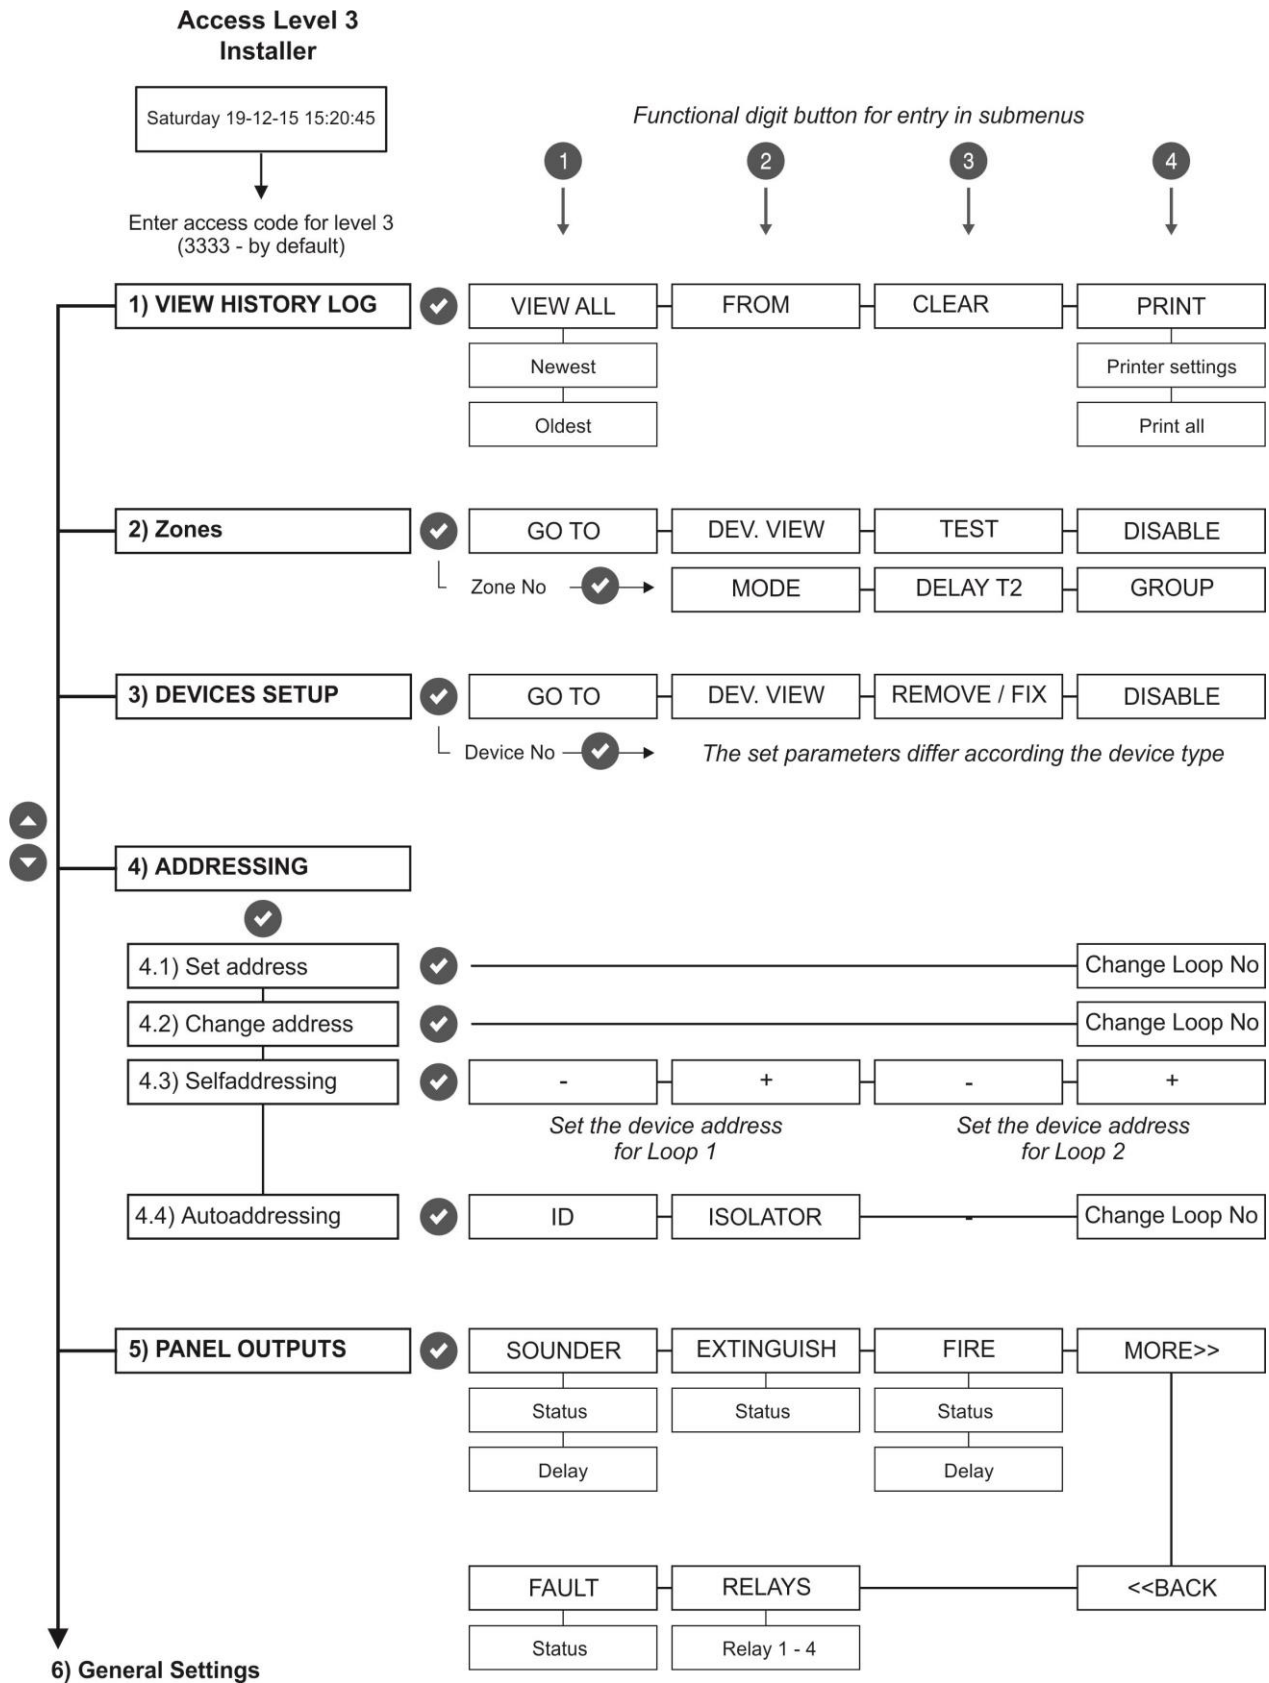 Access Level 3
Installer
Saturday 19-12-15 15:20:45
Functional digit button for entry in submenus
1 2 3 4
Enter access code for level 3
(3333 - by default)
1) VIEW HISTORY LOG VIEW ALL FROM CLEAR PRINT
Newest Printer settings
Oldest Print all
2) Zones GO TO DEV. VIEW TEST DISABLE
Zone No MODE DELAY T2 GROUP
3) DEVICES SETUP GO TO DEV. VIEW REMOVE / FIX DISABLE
Device No The set parameters differ according the device type
4) ADDRESSING
4.1) Set address Change Loop No
4.2) Change address Change Loop No
4.3) Selfaddressing - + - +
Set the device address Set the device address
for Loop 1 for Loop 2
4.4) Autoaddressing ID ISOLATOR - Change Loop No
5) PANEL OUTPUTS SOUNDER EXTINGUISH FIRE MORE>>
Status Status Status
Delay Delay
FAULT RELAYS <<BACK
Status Relay 1 - 4
6) General Settings